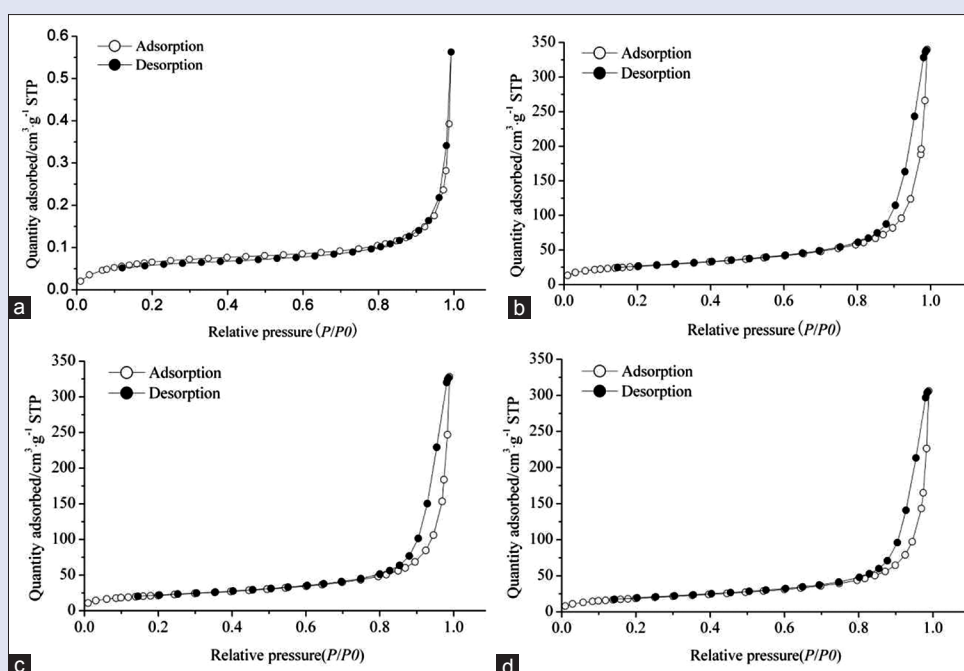 0.6
0.5
0.4
0.3
0.2
0.1
0.0
Quantity adsorbed/cm³·g⁻¹ STP
Adsorption
Desorption
0.0 0.2 0.4 0.6 0.8 1.0
Relative pressure (P/P0)
a
350
300
250
200
150
100
50
0
Quantity adsorbed/cm³·g⁻¹ STP
Adsorption
Desorption
0.0 0.2 0.4 0.6 0.8 1.0
Relative pressure (P/P0)
b
350
300
250
200
150
100
50
0
Quantity adsorbed/cm³·g⁻¹ STP
Adsorption
Desorption
0.0 0.2 0.4 0.6 0.8 1.0
Relative pressure(P/P0)
c
350
300
250
200
150
100
50
0
Quantity adsorbed/cm³·g⁻¹ STP
Adsorption
Desorption
0.0 0.2 0.4 0.6 0.8 1.0
Relative pressure(P/P0)
d